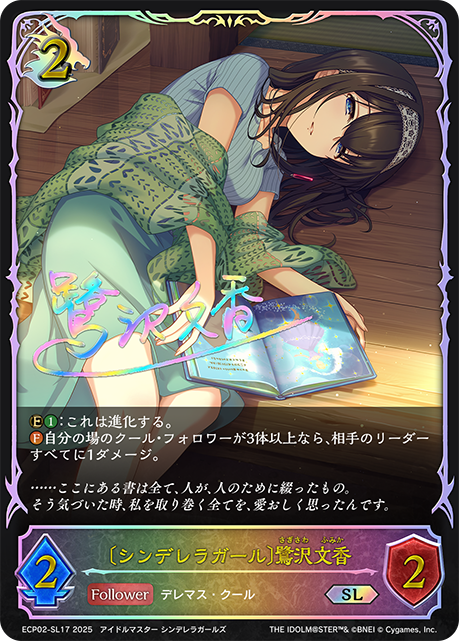 2
鷺沢文香
E1:これは進化する。
F自分の場のクール・フォロワーが3体以上なら、相手のリーダー
すべてに1ダメージ。
……ここにある書は全て、人が、人のために綴ったもの。
そう気づいた時、私を取り巻く全てを、愛おしく思ったんです。
さぎさわ ふみか
〔シンデレラガール〕鷺沢文香
2
Follower デレマス・クール
SL
2
ECP02-SL17 2025 アイドルマスター シンデレラガールズ
THE IDOLM@STER™& ©BNEI © Cygames, Inc.